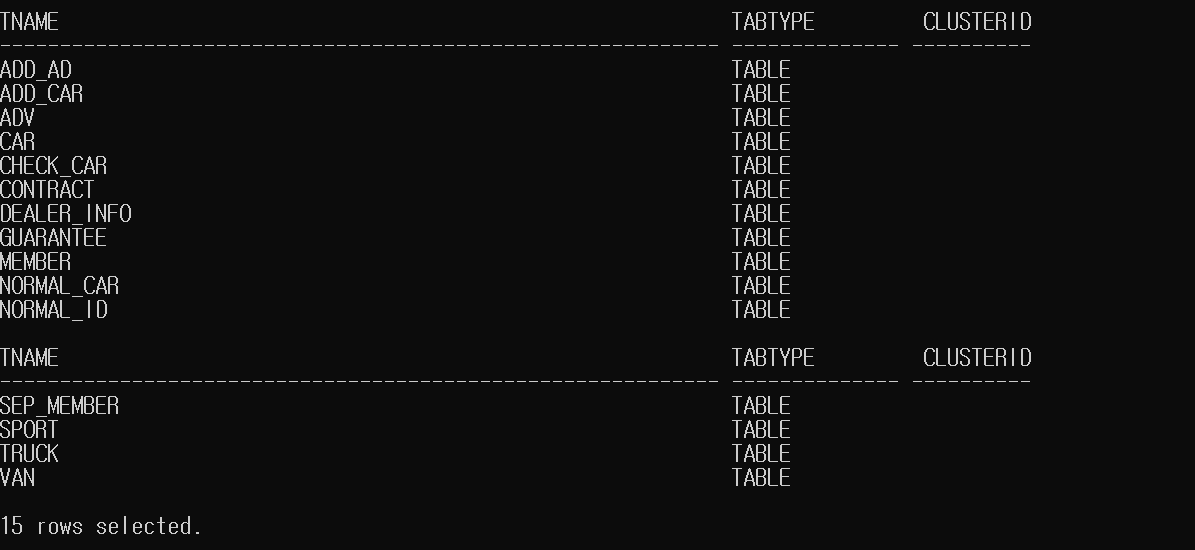 TNAME TABTYPE CLUSTERID
------------------------------------------------------------ -------------- ----------
ADD_AD TABLE
ADD_CAR TABLE
ADV TABLE
CAR TABLE
CHECK_CAR TABLE
CONTRACT TABLE
DEALER_INFO TABLE
GUARANTEE TABLE
MEMBER TABLE
NORMAL_CAR TABLE
NORMAL_ID TABLE
TNAME TABTYPE CLUSTERID
------------------------------------------------------------ -------------- ----------
SEP_MEMBER TABLE
SPORT TABLE
TRUCK TABLE
VAN TABLE
15 rows selected.